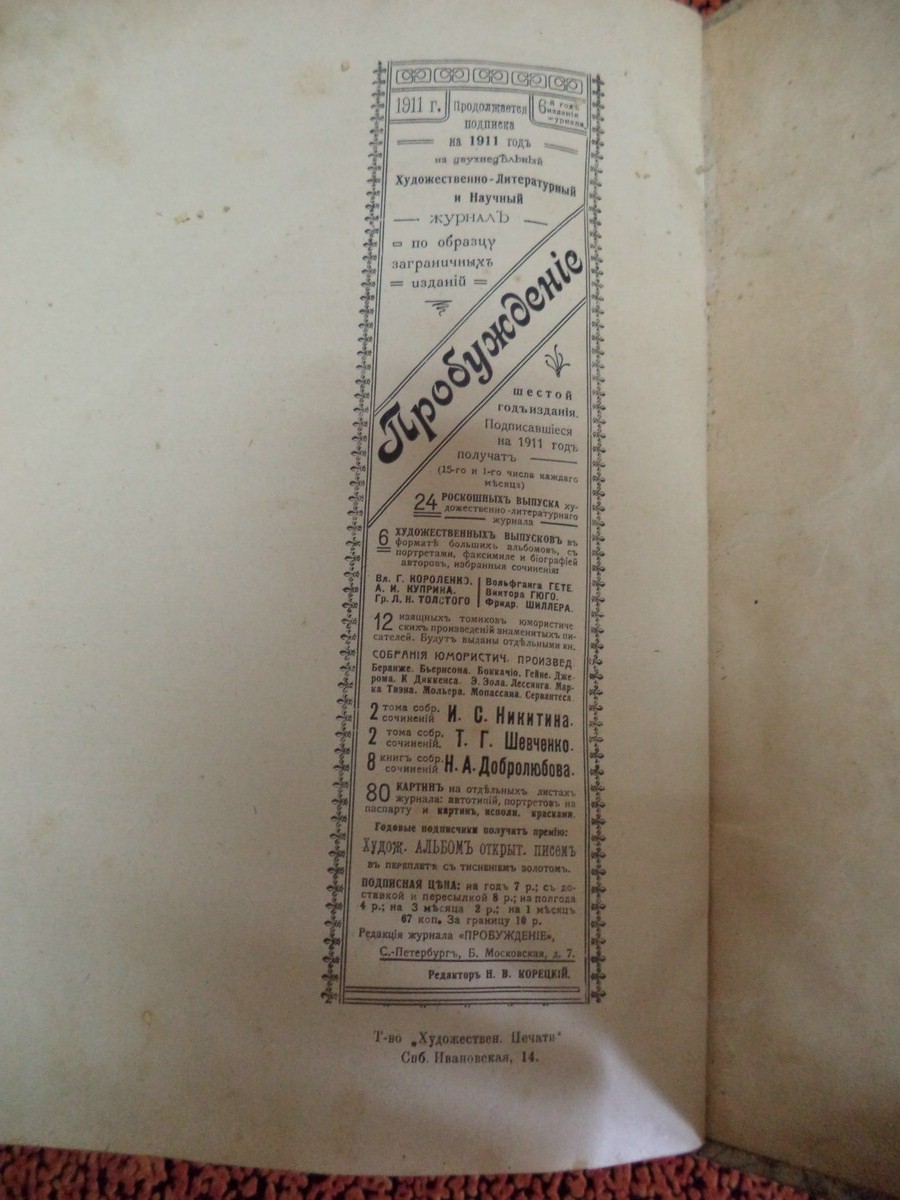 1911 г.
Продолжается
6-й годъ
изданія
журнала.
подписка
на 1911 годъ
на двухнедѣльный
Художественно-Литературный
и Научный
журналъ
по образцу
заграничныхъ
изданій
Пробужденіе
шестой
годъ изданія.
Подписавшіеся
на 1911 годъ
получатъ
(15-го и 1-го числа каждаго
мѣсяца)
24 РОСКОШНЫХЪ ВЫПУСКА ху-
дожественно-литературнаго
журнала
6 ХУДОЖЕСТВЕННЫХЪ ВЫПУСКОВЪ въ
форматѣ большихъ альбомовъ, съ
портретами, факсимиле и біографіей
авторовъ, избранныя сочиненія:
Вл. Г. КОРОЛЕНКО. Вольфганга ГЕТЕ
А. И. КУПРИНА. Виктора ГЮГО.
Гр. Л. Н. ТОЛСТОГО Фридр. ШИЛЛЕРА.
12 изящныхъ томиковъ юмористиче
скихъ произведеній знаменитыхъ пи-
сателей. Будутъ выданы отдѣльными кн.
СОБРАНІЯ ЮМОРИСТИЧ. ПРОИЗВЕД
Беранже. Бьернсона. Боккачіо. Гейне. Дже-
рома. К Диккенса. Э. Зола. Лессинга. Мар-
ка Твэна. Мольера. Мопассана. Сервантеса
2 тома собр.
сочиненій И. С. Никитина.
2 тома собр.
сочиненій. Т. Г. Шевченко.
8 книгъ собр.
сочиненій Н. А. Добролюбова.
80 КАРТИНЪ на отдѣльныхъ листахъ
журнала: автотипій, портретовъ на
паспарту и картинъ, исполн. красками.
Годовые подписчики получатъ премію:
Худож. АЛЬБОМЪ открыт. писемъ
въ переплетѣ съ тисненіемъ золотомъ.
ПОДПИСНАЯ ЦѢНА: на годъ 7 р.; съ до-
ставкой и пересылкой 8 р.; на полгода
4 р.; на 3 мѣсяца 2 р.; на 1 мѣсяцъ
67 коп. За границу 10 р.
Редакція журнала «ПРОБУЖДЕНІЕ»,
С.-Петербургъ, Б. Московская, д. 7.
Редакторъ Н. В. КОРЕЦКІЙ.
Т-во „Художествен. Печати“
Спб. Ивановская, 14.